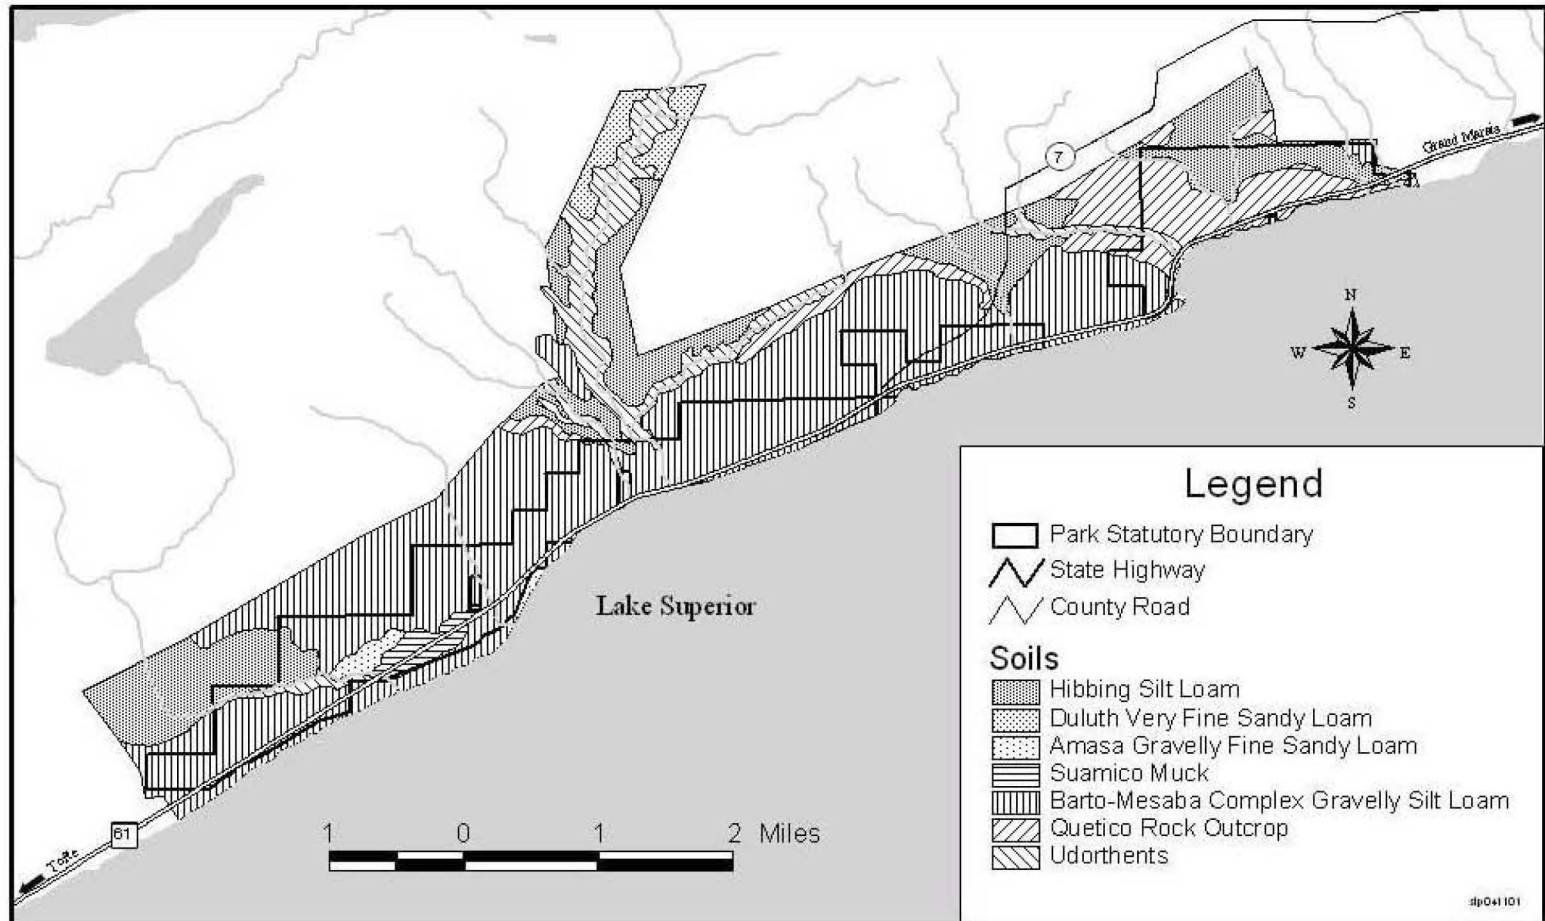 7
Grand Marais
N
W E
S
Legend
Park Statutory Boundary
State Highway
County Road
Lake Superior
Soils
Hibbing Silt Loam
Duluth Very Fine Sandy Loam
Amasa Gravelly Fine Sandy Loam
Suamico Muck
Barto-Mesaba Complex Gravelly Silt Loam
Quetico Rock Outcrop
Udorthents
1 0 1 2 Miles
61
Tofte
slp041101